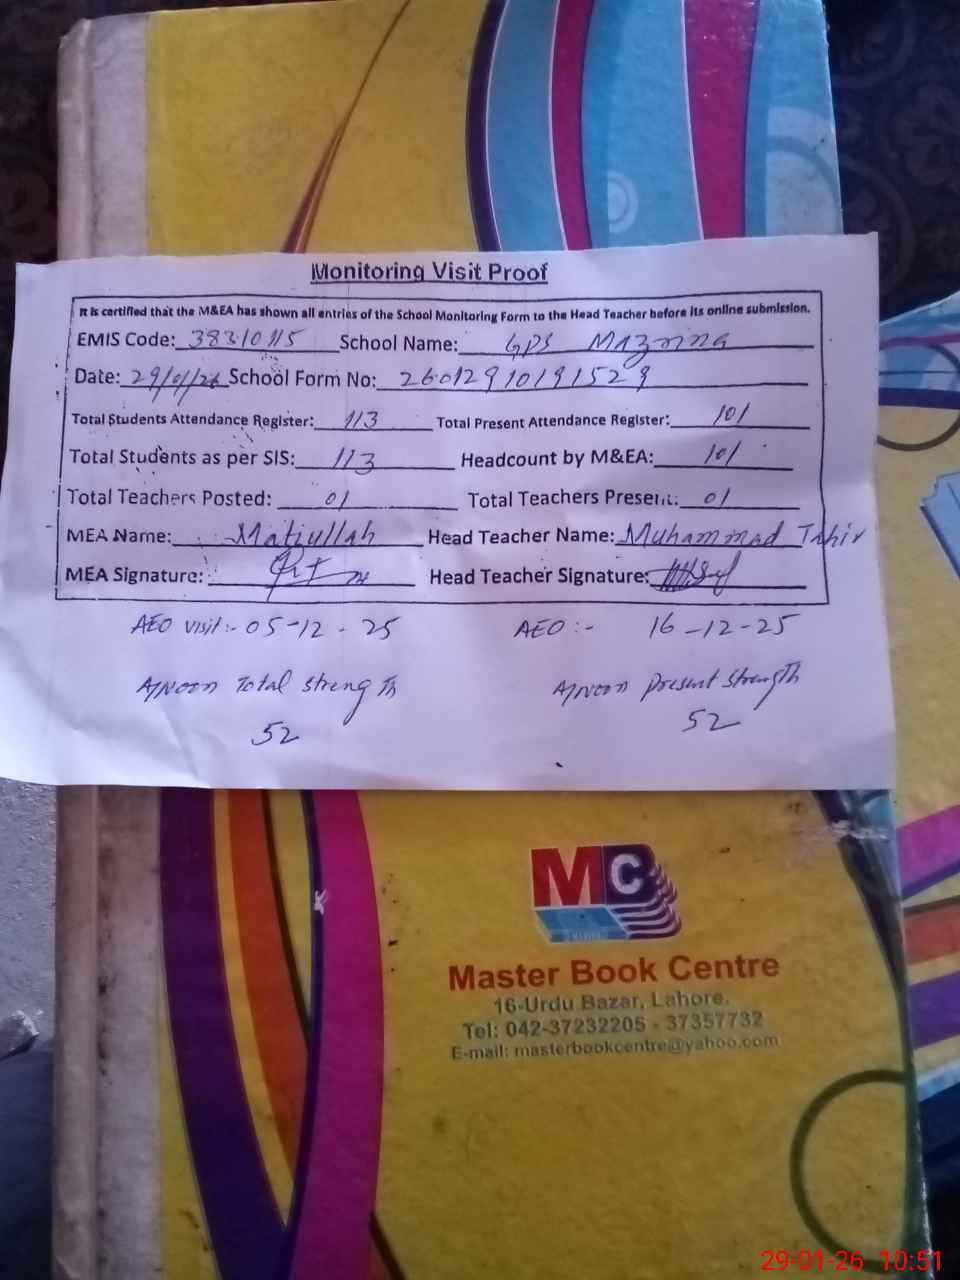 Monitoring Visit Proof
It is certified that the M&EA has shown all entries of the School Monitoring Form to the Head Teacher before its online submission.
EMIS Code: 38310115 School Name: GPS Mazrina
Date: 29/01/26 School Form No: 26012910191529
Total Students Attendance Register: 113 Total Present Attendance Register: 101
Total Students as per SIS: 113 Headcount by M&EA: 101
Total Teachers Posted: 01 Total Teachers Present: 01
MEA Name: Matiullah Head Teacher Name: Muhammad Tahir
MEA Signature: Head Teacher Signature:
AEO visit:- 05-12-25 AEO:- 16-12-25
A/Noon Total strength A/Noon Present strength
52 52
MC
Master Book Centre
16-Urdu Bazar, Lahore.
Tel: 042-37232205 - 37357732
E-mail: masterbookcentre@yahoo.com
29-01-26 10:51